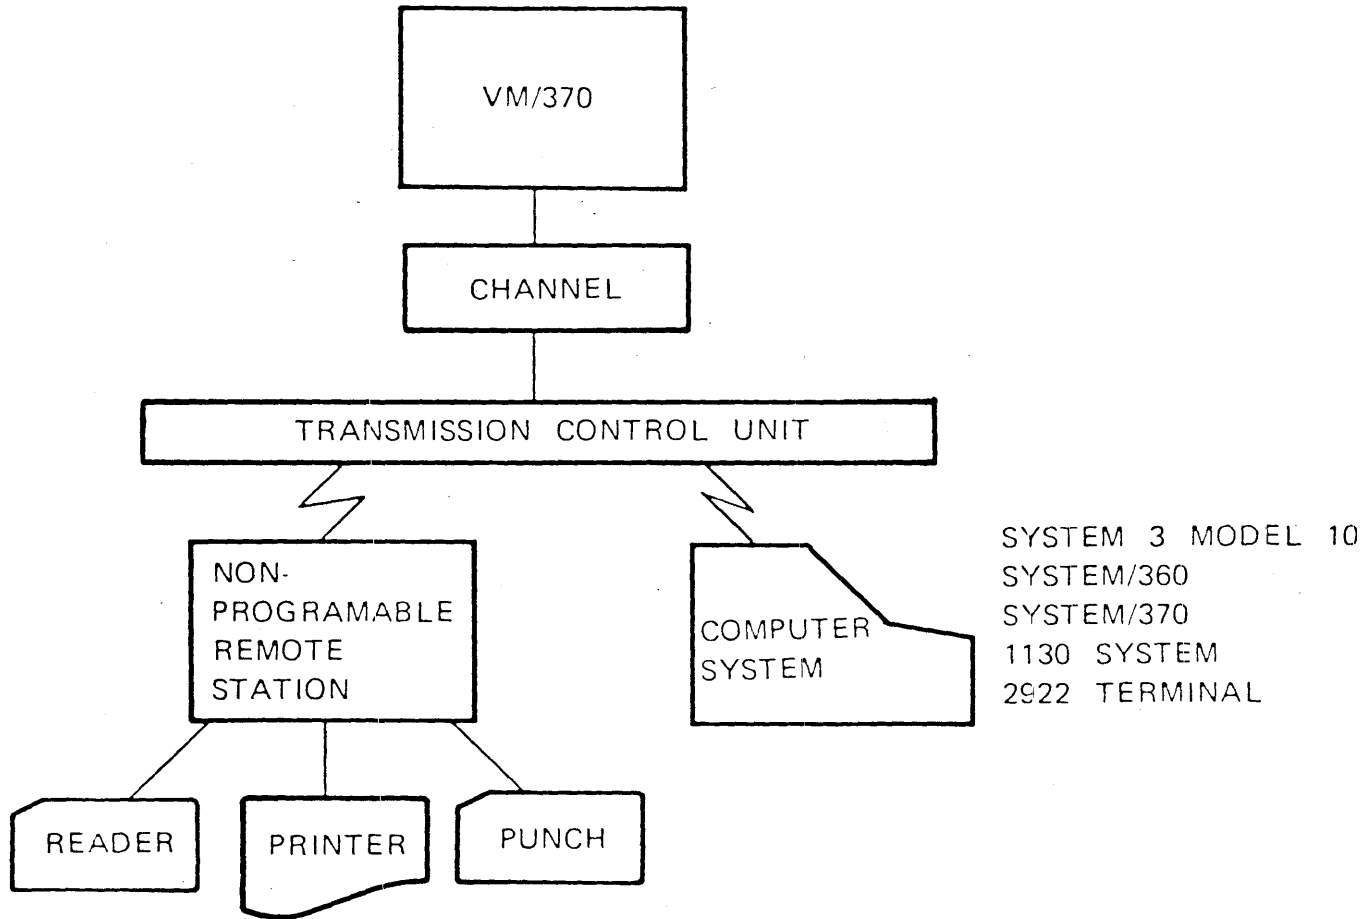 VM/370
CHANNEL
TRANSMISSION CONTROL UNIT
NON-
PROGRAMABLE
REMOTE
STATION
COMPUTER
SYSTEM
SYSTEM 3 MODEL 10
SYSTEM/360
SYSTEM/370
1130 SYSTEM
2922 TERMINAL
READER
PRINTER
PUNCH